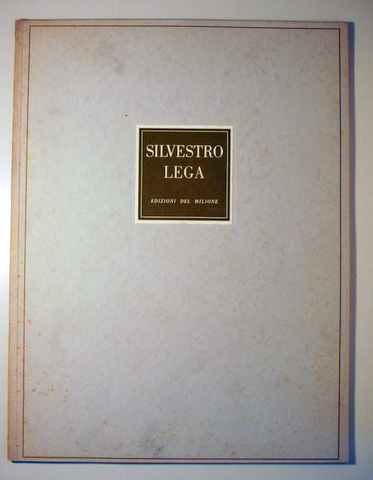 SILVESTRO
LEGA
EDIZIONI DEL MILIONE